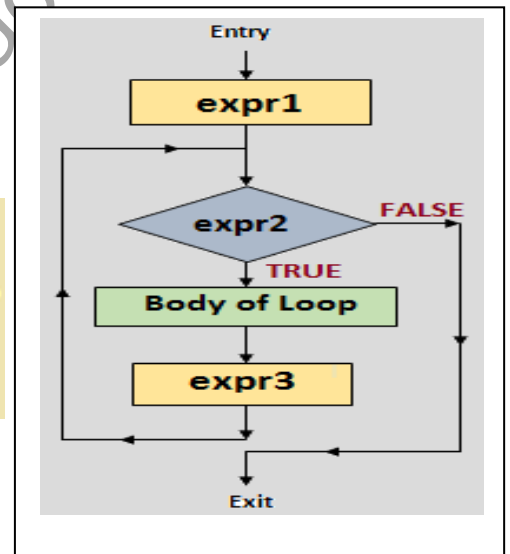 Entry
expr1
expr2
FALSE
TRUE
Body of Loop
expr3
Exit